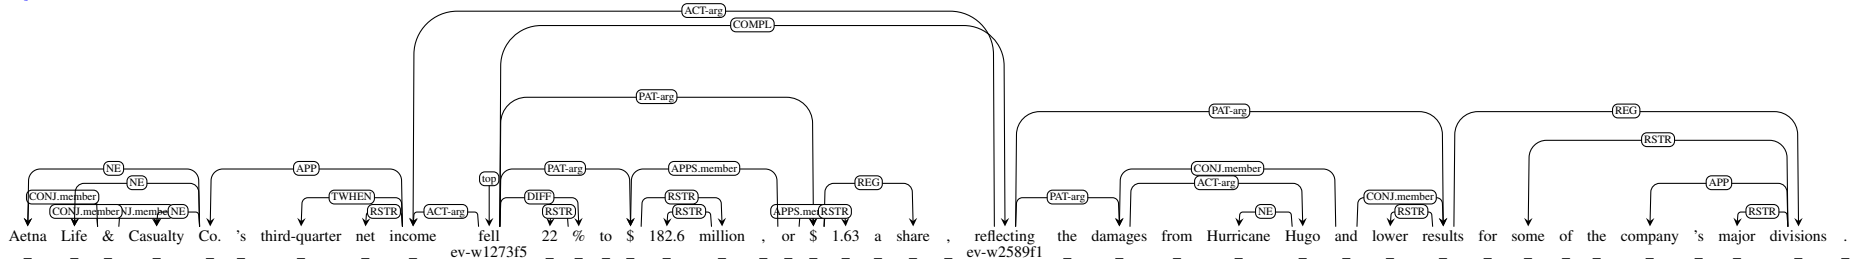 ACT-arg
COMPL
PAT-arg
PAT-arg REG
RSTR
NE APP PAT-arg APPS.member CONJ.member
top
NE REG ACT-arg APP
CONJ.member TWHEN DIFF RSTR PAT-arg CONJ.member
CONJ.member NE RSTR ACT-arg RSTR RSTR RSTR NE RSTR RSTR
Aetna Life & Casualty Co. 's third-quarter net income fell 22 % to $ 182.6 million , or $ 1.63 a share , reflecting the damages from Hurricane Hugo and lower results for some of the company 's major divisions .
_ _ _ _ _ _ _ _ _ ev-w1273f5 _ _ _ _ _ _ _ _ _ _ _ _ _ ev-w2589f1 _ _ _ _ _ _ _ _ _ _ _ _ _ _ _ _ _